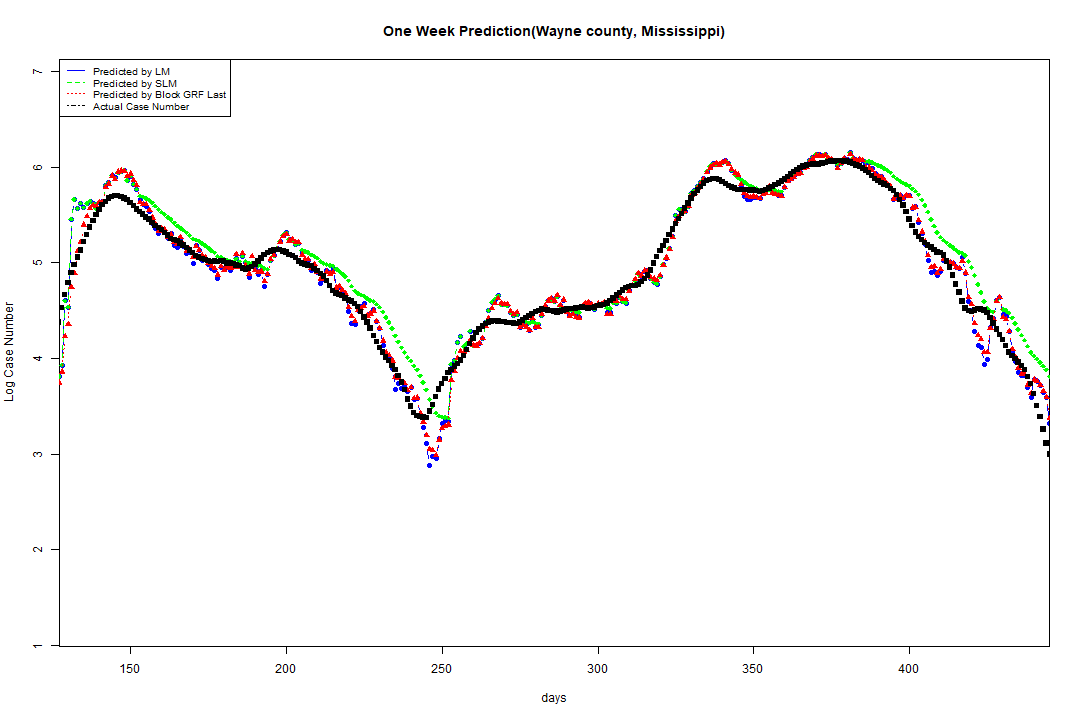 One Week Prediction(Wayne county, Mississippi)
Predicted by LM
Predicted by SLM
Predicted by Block GRF Last
Actual Case Number
7
6
5
4
3
2
1
Log Case Number
150 200 250 300 350 400
days